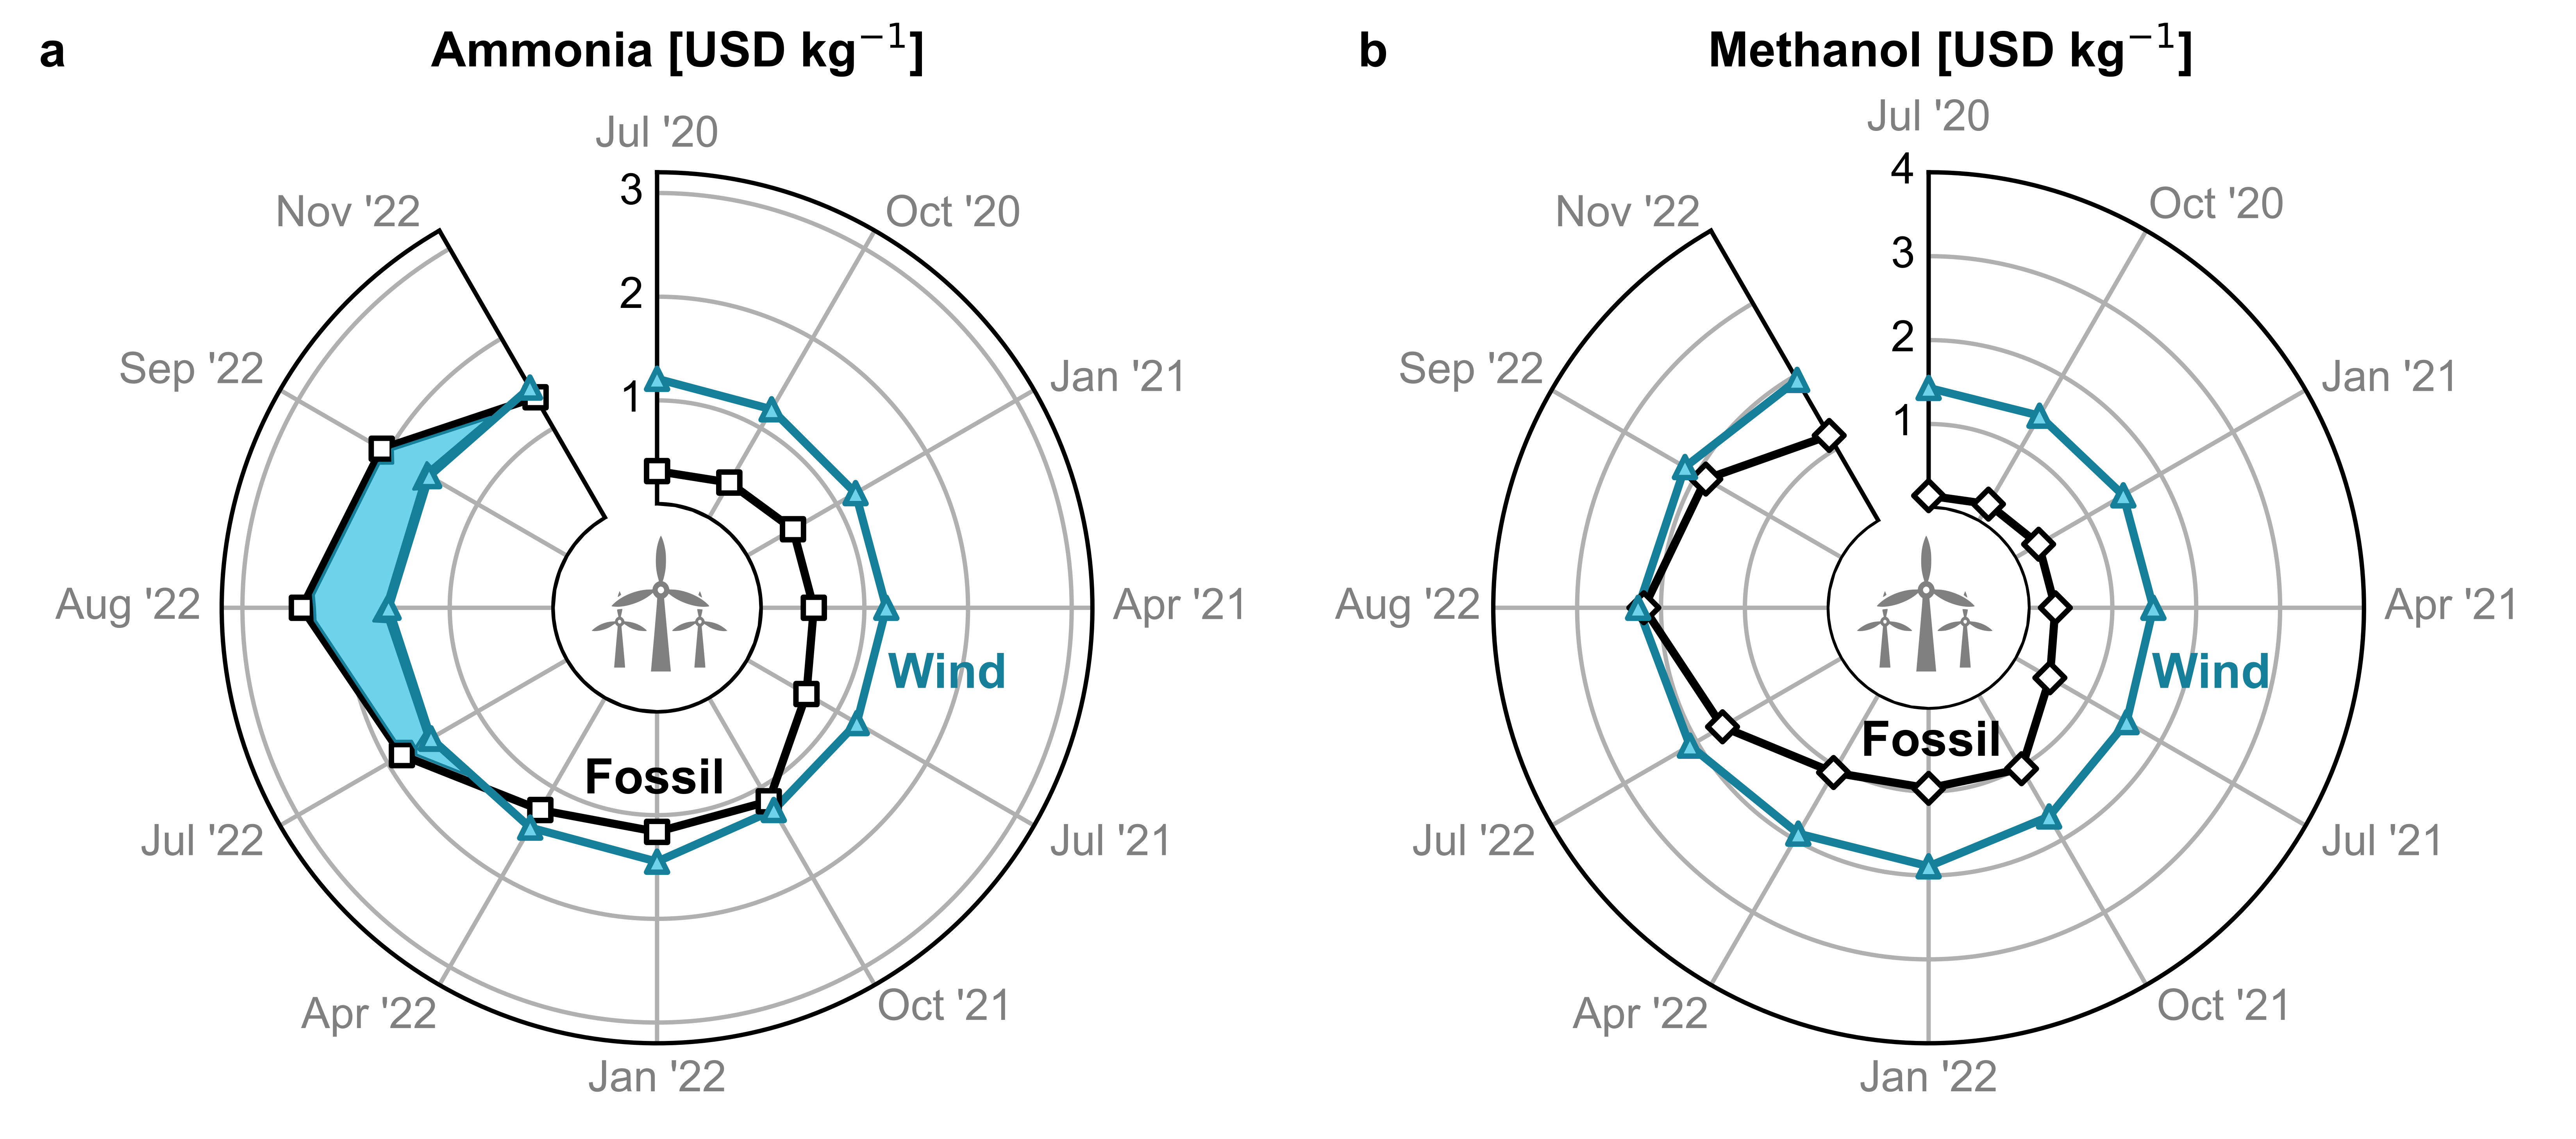 a
Ammonia [USD kg⁻¹]
Jul '20
3
2
1
Oct '20
Jan '21
Apr '21
Jul '21
Oct '21
Jan '22
Apr '22
Jul '22
Aug '22
Sep '22
Nov '22
Wind
Fossil
b
Methanol [USD kg⁻¹]
Jul '20
4
3
2
1
Oct '20
Jan '21
Apr '21
Jul '21
Oct '21
Jan '22
Apr '22
Jul '22
Aug '22
Sep '22
Nov '22
Wind
Fossil